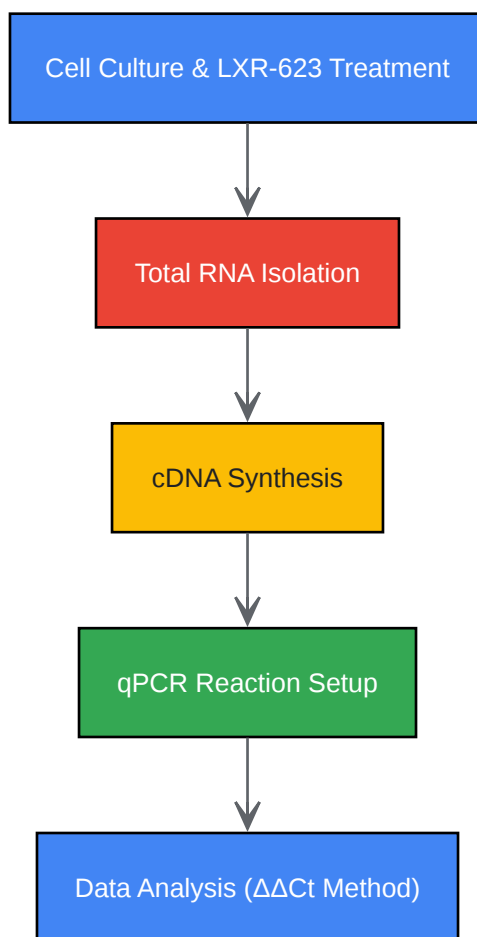 Cell Culture & LXR-623 Treatment
Total RNA Isolation
cDNA Synthesis
qPCR Reaction Setup
Data Analysis (ΔΔCt Method)